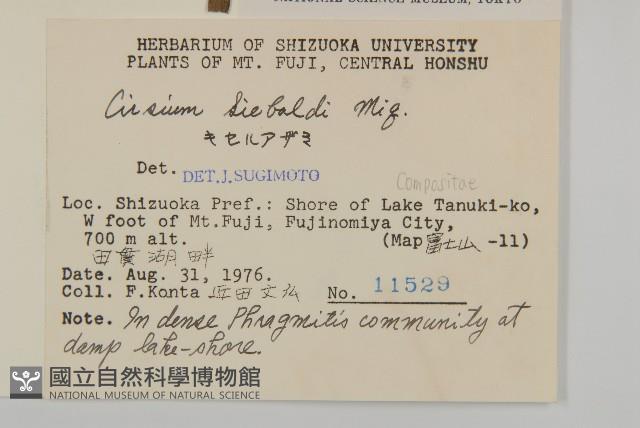 NATIONAL SCIENCE MUSEUM, TOKYO
HERBARIUM OF SHIZUOKA UNIVERSITY
PLANTS OF MT. FUJI, CENTRAL HONSHU
Cirsium Sieboldi Miq.
キセルアザミ
Det. DET.J.SUGIMOTO
Compositae
Loc. Shizuoka Pref.: Shore of Lake Tanuki-ko,
W foot of Mt.Fuji, Fujinomiya City,
700 m alt. (Map 富士山 -11)
田貫湖畔
Date. Aug. 31, 1976.
Coll. F.Konta 田文 No. 11529
Note. In dense Phragmitis community at
damp lake-shore.
國立自然科學博物館
NATIONAL MUSEUM OF NATURAL SCIENCE